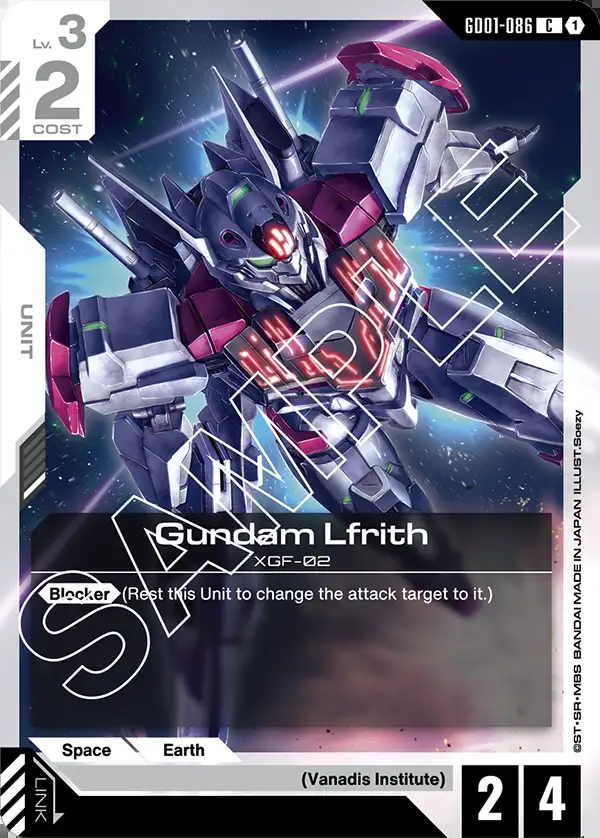 Lv. 3
2
COST
GD01-086 C 1
UNIT
Gundam Lfrith
XGF-02
Blocker (Rest this Unit to change the attack target to it.)
Space Earth
LINK
(Vanadis Institute)
2 4
©ST・SR・MBS BANDAI MADE IN JAPAN ILLUST.Soezy
SAMPLE